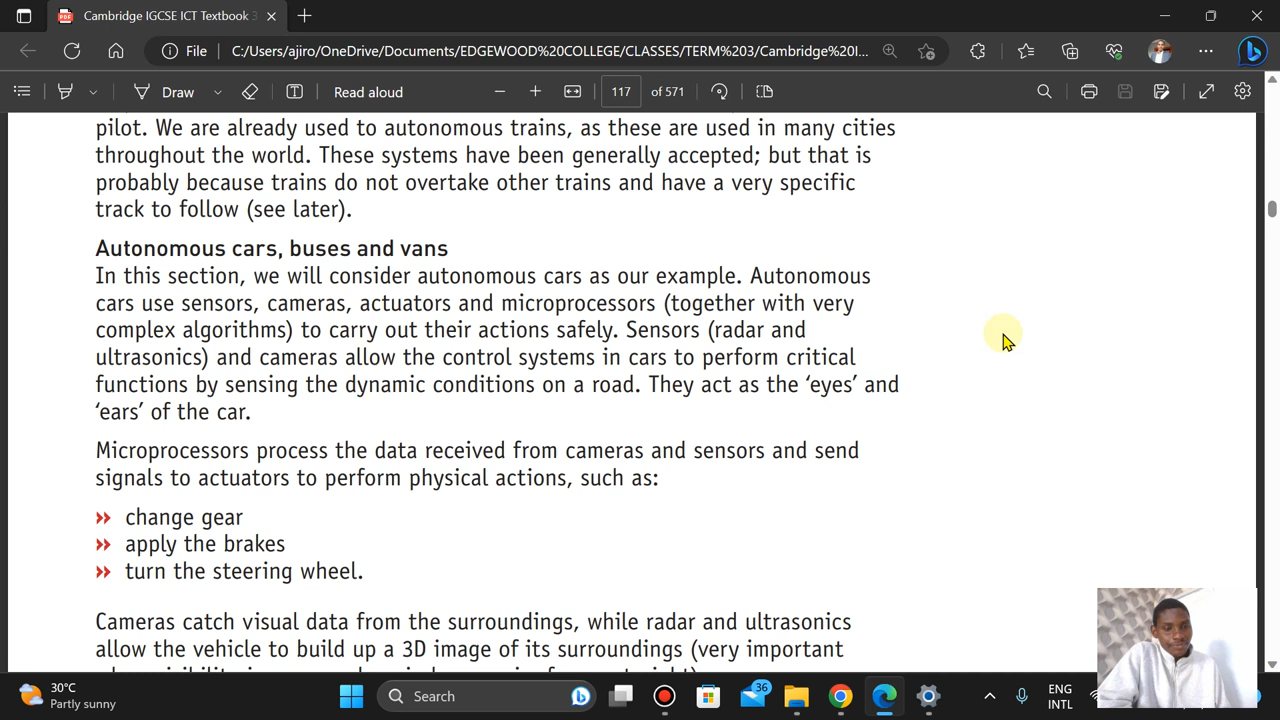 Cambridge IGCSE ICT Textbook 3
File
C:/Users/ajiro/OneDrive/Documents/EDGEWOOD%20COLLEGE/CLASSES/TERM%203/Cambridge%20I...
Draw
Read aloud
117 of 571
pilot. We are already used to autonomous trains, as these are used in many cities
throughout the world. These systems have been generally accepted; but that is
probably because trains do not overtake other trains and have a very specific
track to follow (see later).
Autonomous cars, buses and vans
In this section, we will consider autonomous cars as our example. Autonomous
cars use sensors, cameras, actuators and microprocessors (together with very
complex algorithms) to carry out their actions safely. Sensors (radar and
ultrasonics) and cameras allow the control systems in cars to perform critical
functions by sensing the dynamic conditions on a road. They act as the ‘eyes’ and
‘ears’ of the car.
Microprocessors process the data received from cameras and sensors and send
signals to actuators to perform physical actions, such as:
» change gear
» apply the brakes
» turn the steering wheel.
Cameras catch visual data from the surroundings, while radar and ultrasonics
allow the vehicle to build up a 3D image of its surroundings (very important
30°C
Partly sunny
Search
36
ENG
INTL